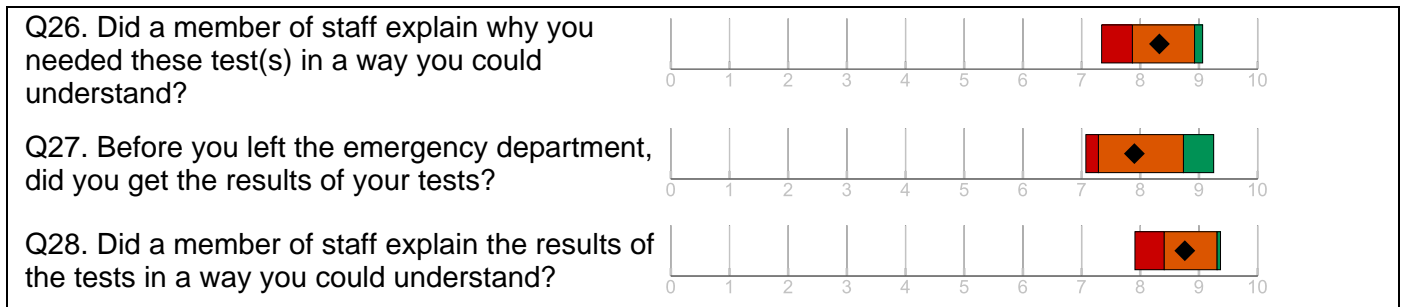 Q26. Did a member of staff explain why you
needed these test(s) in a way you could
understand?
0 1 2 3 4 5 6 7 8 9 10
Q27. Before you left the emergency department,
did you get the results of your tests?
0 1 2 3 4 5 6 7 8 9 10
Q28. Did a member of staff explain the results of
the tests in a way you could understand?
0 1 2 3 4 5 6 7 8 9 10